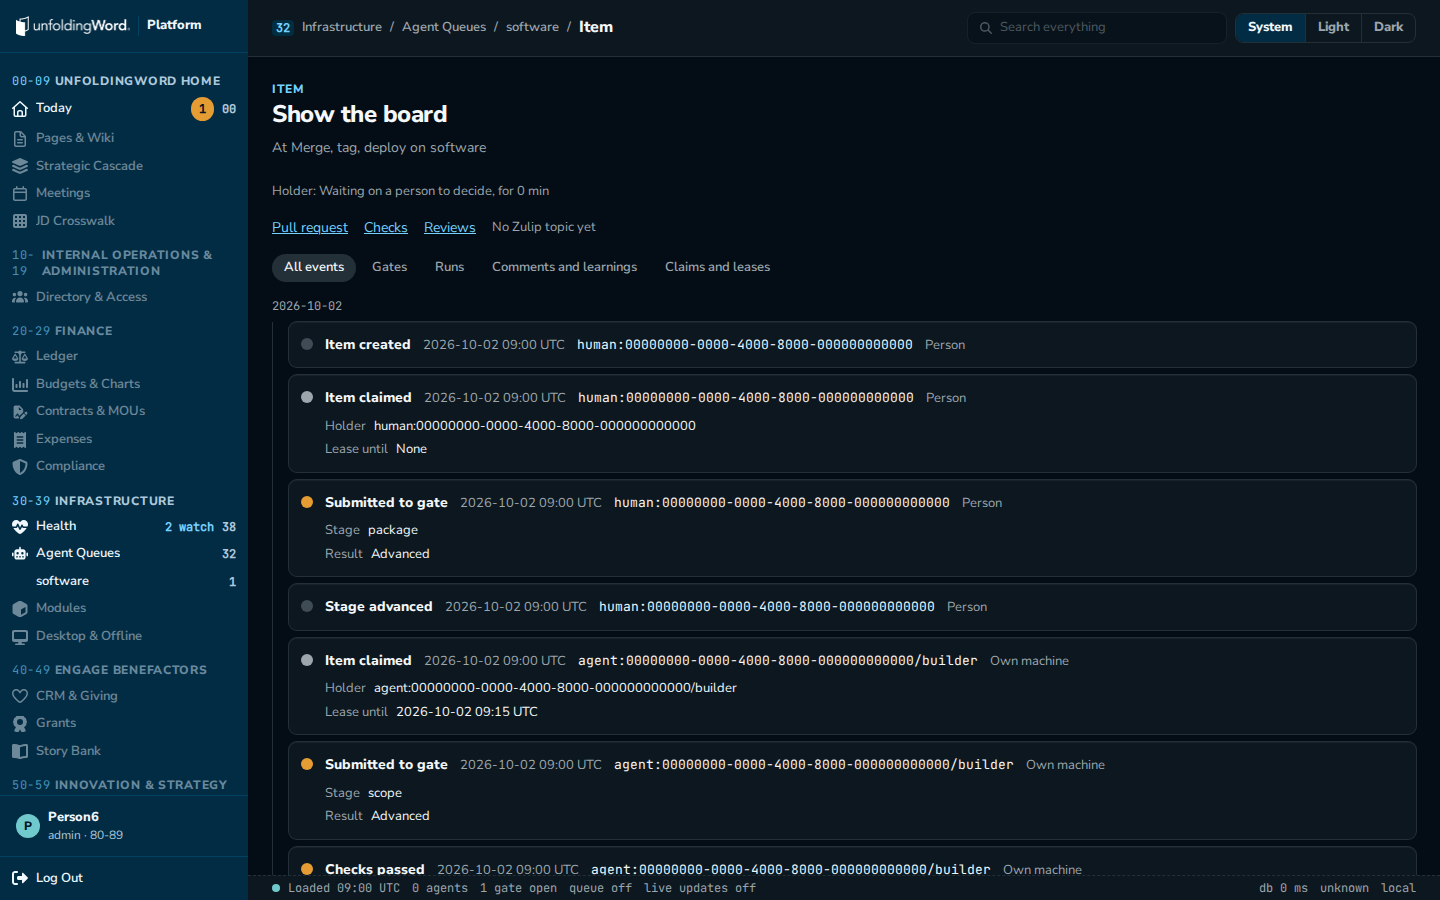 unfoldingWord Platform
00-09 UNFOLDINGWORD HOME
Today 1 00
Pages & Wiki
Strategic Cascade
Meetings
JD Crosswalk
10-19 INTERNAL OPERATIONS & ADMINISTRATION
Directory & Access
20-29 FINANCE
Ledger
Budgets & Charts
Contracts & MOUs
Expenses
Compliance
30-39 INFRASTRUCTURE
Health 2 watch 38
Agent Queues 32
software 1
Modules
Desktop & Offline
40-49 ENGAGE BENEFACTORS
CRM & Giving
Grants
Story Bank
50-59 INNOVATION & STRATEGY
P Person6
admin · 80-89
Log Out
32 Infrastructure / Agent Queues / software / Item
Search everything
System Light Dark
ITEM
Show the board
At Merge, tag, deploy on software
Holder: Waiting on a person to decide, for 0 min
Pull request Checks Reviews No Zulip topic yet
All events Gates Runs Comments and learnings Claims and leases
2026-10-02
Item created 2026-10-02 09:00 UTC human:00000000-0000-4000-8000-000000000000 Person
Item claimed 2026-10-02 09:00 UTC human:00000000-0000-4000-8000-000000000000 Person
Holder human:00000000-0000-4000-8000-000000000000
Lease until None
Submitted to gate 2026-10-02 09:00 UTC human:00000000-0000-4000-8000-000000000000 Person
Stage package
Result Advanced
Stage advanced 2026-10-02 09:00 UTC human:00000000-0000-4000-8000-000000000000 Person
Item claimed 2026-10-02 09:00 UTC agent:00000000-0000-4000-8000-000000000000/builder Own machine
Holder agent:00000000-0000-4000-8000-000000000000/builder
Lease until 2026-10-02 09:15 UTC
Submitted to gate 2026-10-02 09:00 UTC agent:00000000-0000-4000-8000-000000000000/builder Own machine
Stage scope
Result Advanced
Checks passed 2026-10-02 09:00 UTC agent:00000000-0000-4000-8000-000000000000/builder Own machine
Loaded 09:00 UTC 0 agents 1 gate open queue off live updates off
db 0 ms unknown local